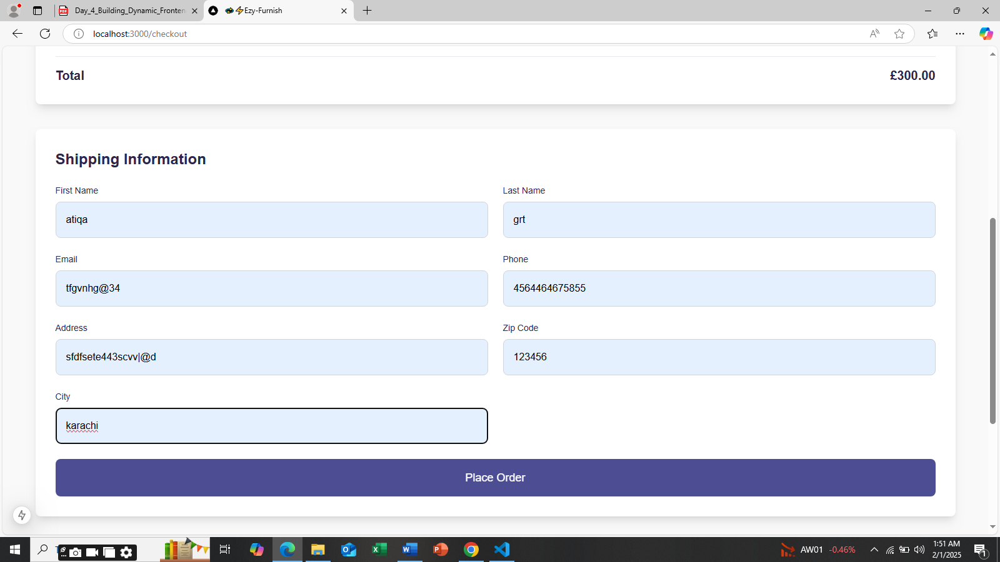 Day_4_Building_Dynamic_Fronten
Ezy-Furnish
localhost:3000/checkout
Total
£300.00
Shipping Information
First Name
Last Name
atiqa
grt
Email
Phone
tfgvnhg@34
4564464675855
Address
Zip Code
sfdfsete443scvv|@d
123456
City
karachi
Place Order
AW01 -0.46%
1:51 AM
2/1/2025
1